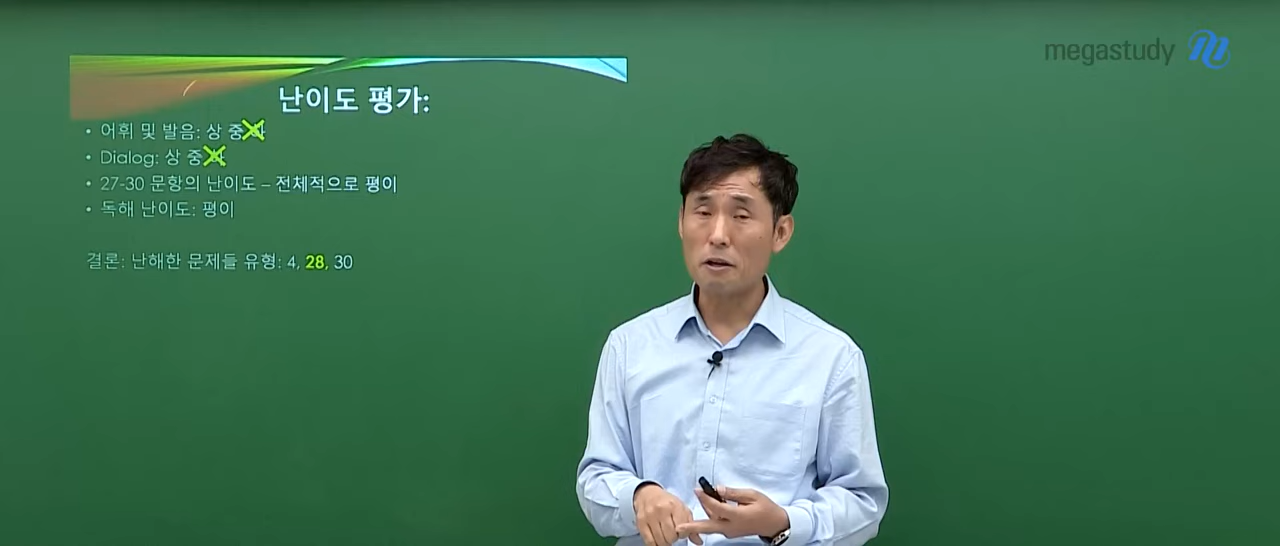 megastudy
난이도 평가:
• 어휘 및 발음: 상 중
• Dialog: 상 중
• 27-30 문항의 난이도 – 전체적으로 평이
• 독해 난이도: 평이
결론: 난해한 문제들 유형: 4, 28, 30